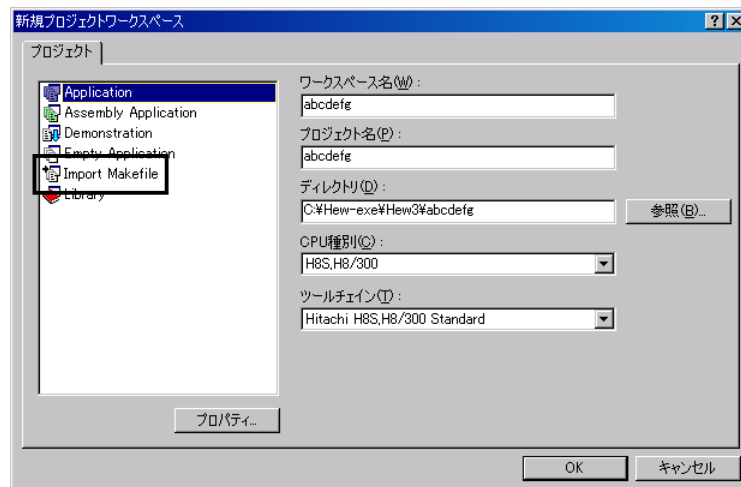 新規プロジェクトワークスペース
プロジェクト
Application
Assembly Application
Demonstration
Empty Application
Import Makefile
Library
プロパティ...
ワークスペース名(W) :
abcdefg
プロジェクト名(P) :
abcdefg
ディレクトリ(D) :
C:¥Hew-exe¥Hew3¥abcdefg
参照(B)...
CPU種別(C) :
H8S,H8/300
ツールチェイン(T) :
Hitachi H8S,H8/300 Standard
OK
キャンセル